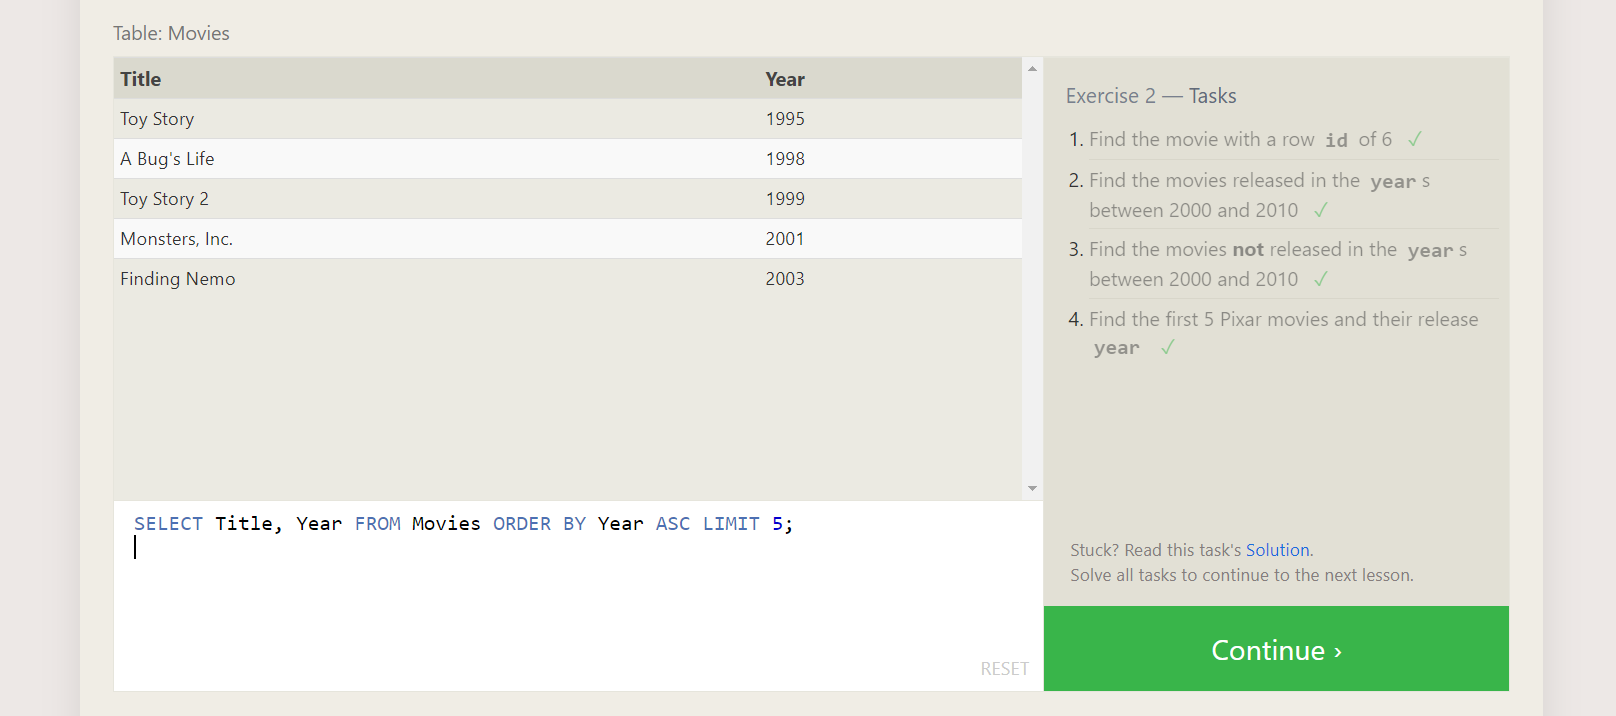 Table: Movies
Title Year
Toy Story 1995
A Bug's Life 1998
Toy Story 2 1999
Monsters, Inc. 2001
Finding Nemo 2003
SELECT Title, Year FROM Movies ORDER BY Year ASC LIMIT 5;
RESET
Exercise 2 — Tasks
1. Find the movie with a row id of 6 ✓
2. Find the movies released in the year s
between 2000 and 2010 ✓
3. Find the movies not released in the year s
between 2000 and 2010 ✓
4. Find the first 5 Pixar movies and their release
year ✓
Stuck? Read this task's Solution.
Solve all tasks to continue to the next lesson.
Continue ›